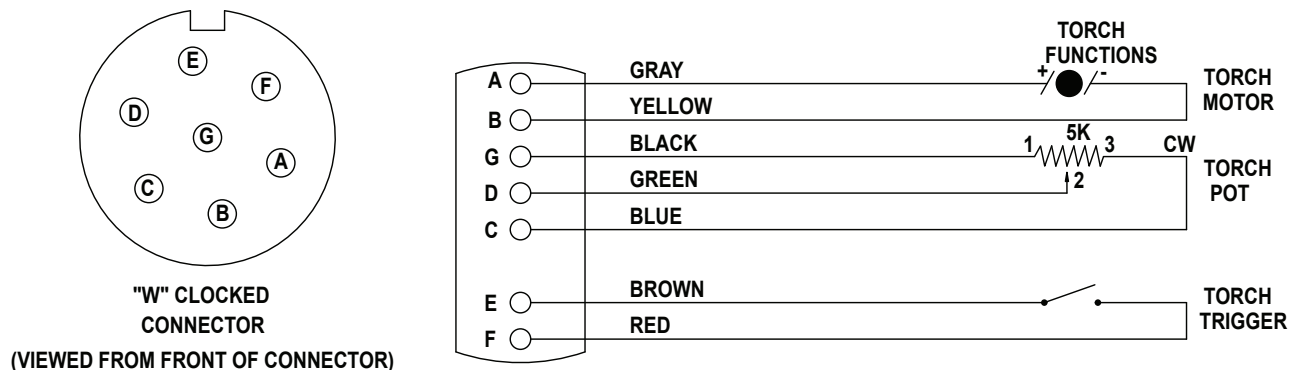 E
F
D
G
A
C
B
"W" CLOCKED
CONNECTOR
(VIEWED FROM FRONT OF CONNECTOR)
TORCH
FUNCTIONS
A GRAY + - TORCH
MOTOR
B YELLOW
G BLACK 1 5K 3 CW
TORCH
POT
D GREEN 2
C BLUE
E BROWN TORCH
TRIGGER
F RED